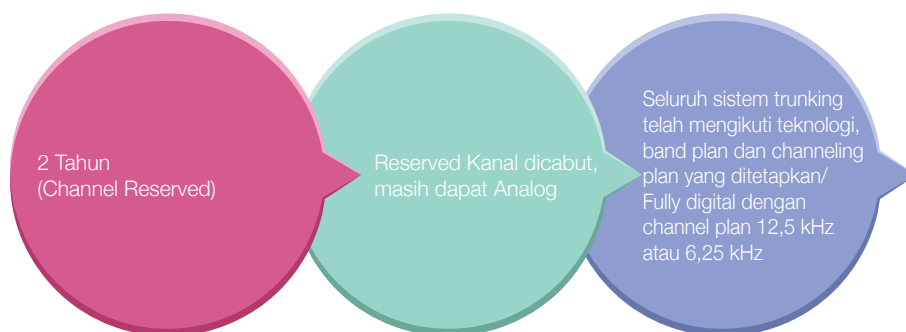 2 Tahun
(Channel Reserved)
Reserved Kanal dicabut,
masih dapat Analog
Seluruh sistem trunking
telah mengikuti teknologi,
band plan dan channeling
plan yang ditetapkan/
Fully digital dengan
channel plan 12,5 kHz
atau 6,25 kHz